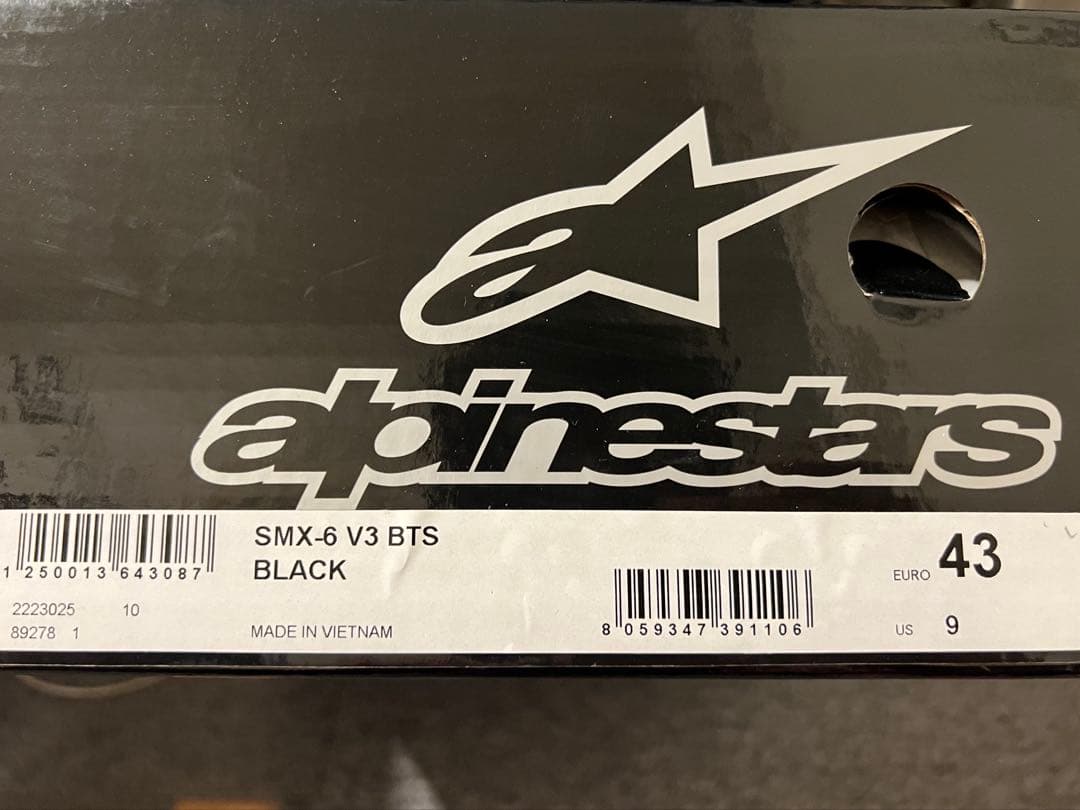 a
alpinestars
SMX-6 V3 BTS
BLACK
1 250013 643087
2223025 10
89278 1
MADE IN VIETNAM
8 059347 391106
EURO 43
US 9